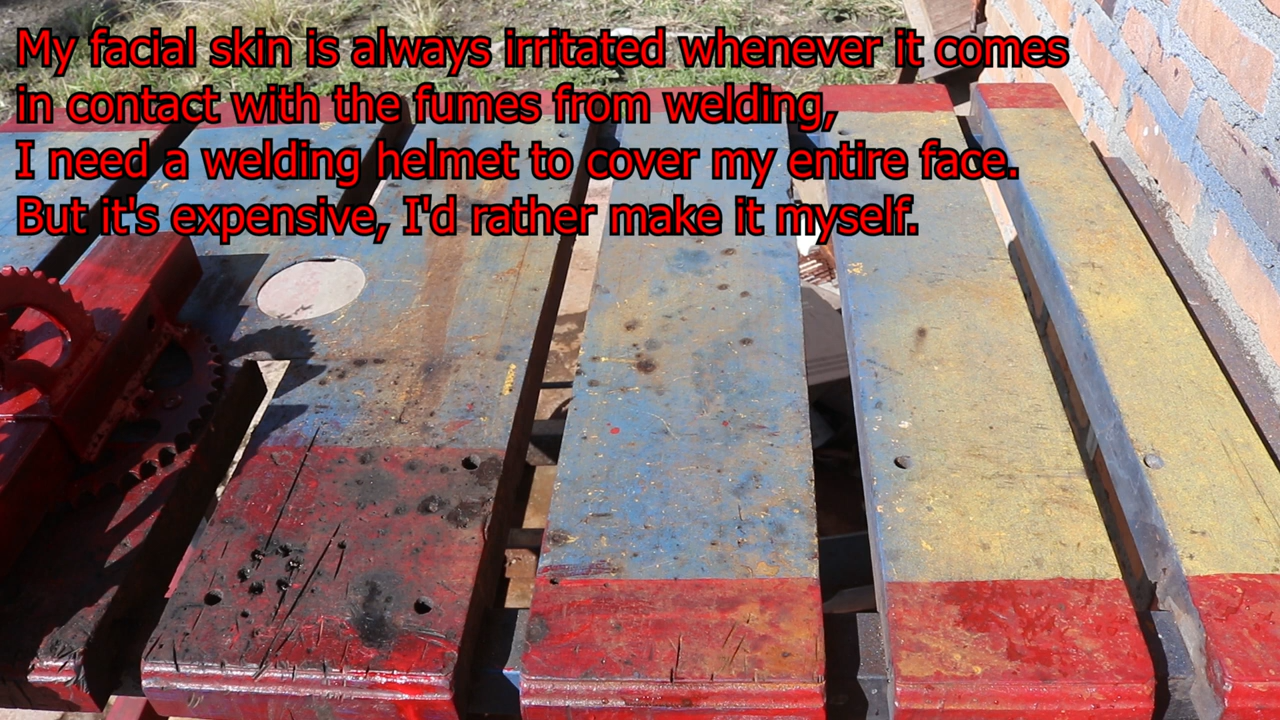 My facial skin is always irritated whenever it comes
in contact with the fumes from welding,
I need a welding helmet to cover my entire face.
But it's expensive, I'd rather make it myself.